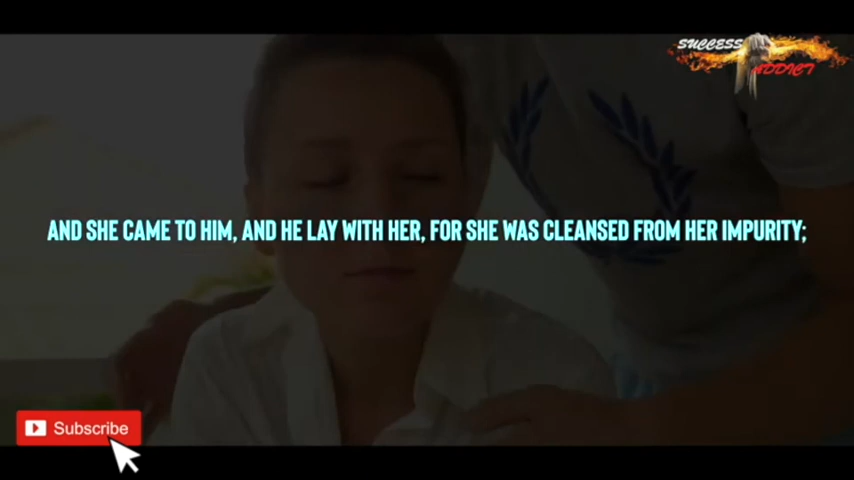 SUCCESS
ADDICT
AND SHE CAME TO HIM, AND HE LAY WITH HER, FOR SHE WAS CLEANSED FROM HER IMPURITY;
Subscribe